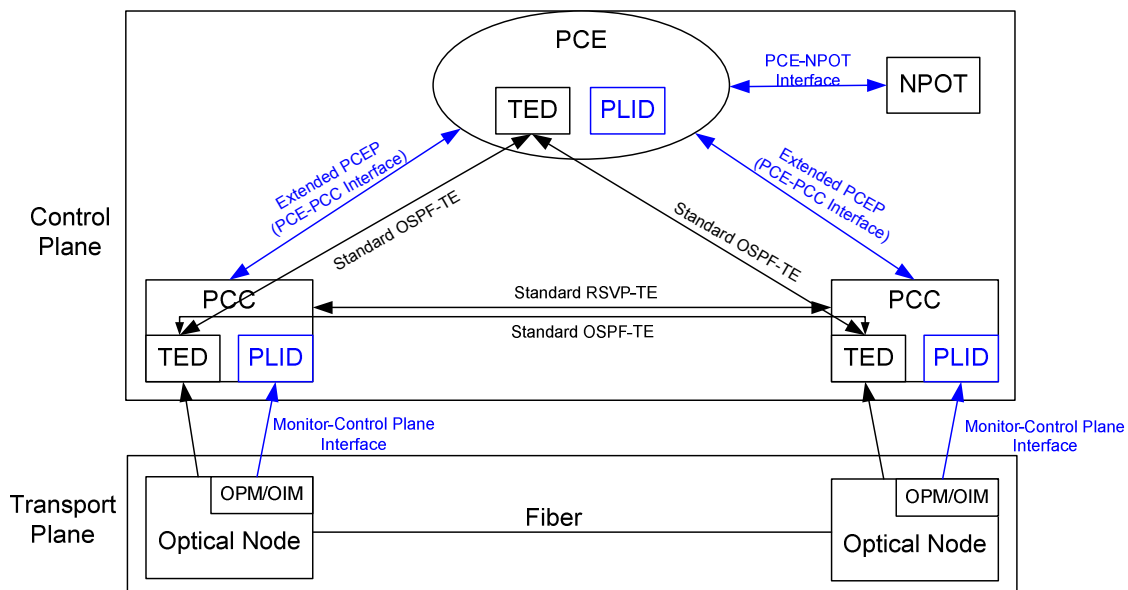 PCE
PCE-NPOT
Interface
NPOT
TED
PLID
Extended PCEP
(PCE-PCC Interface)
Extended PCEP
(PCE-PCC Interface)
Standard OSPF-TE
Standard OSPF-TE
Control
Plane
PCC
Standard RSVP-TE
PCC
Standard OSPF-TE
TED
PLID
TED
PLID
Monitor-Control Plane
Interface
Monitor-Control Plane
Interface
Transport
Plane
OPM/OIM
Optical Node
Fiber
OPM/OIM
Optical Node